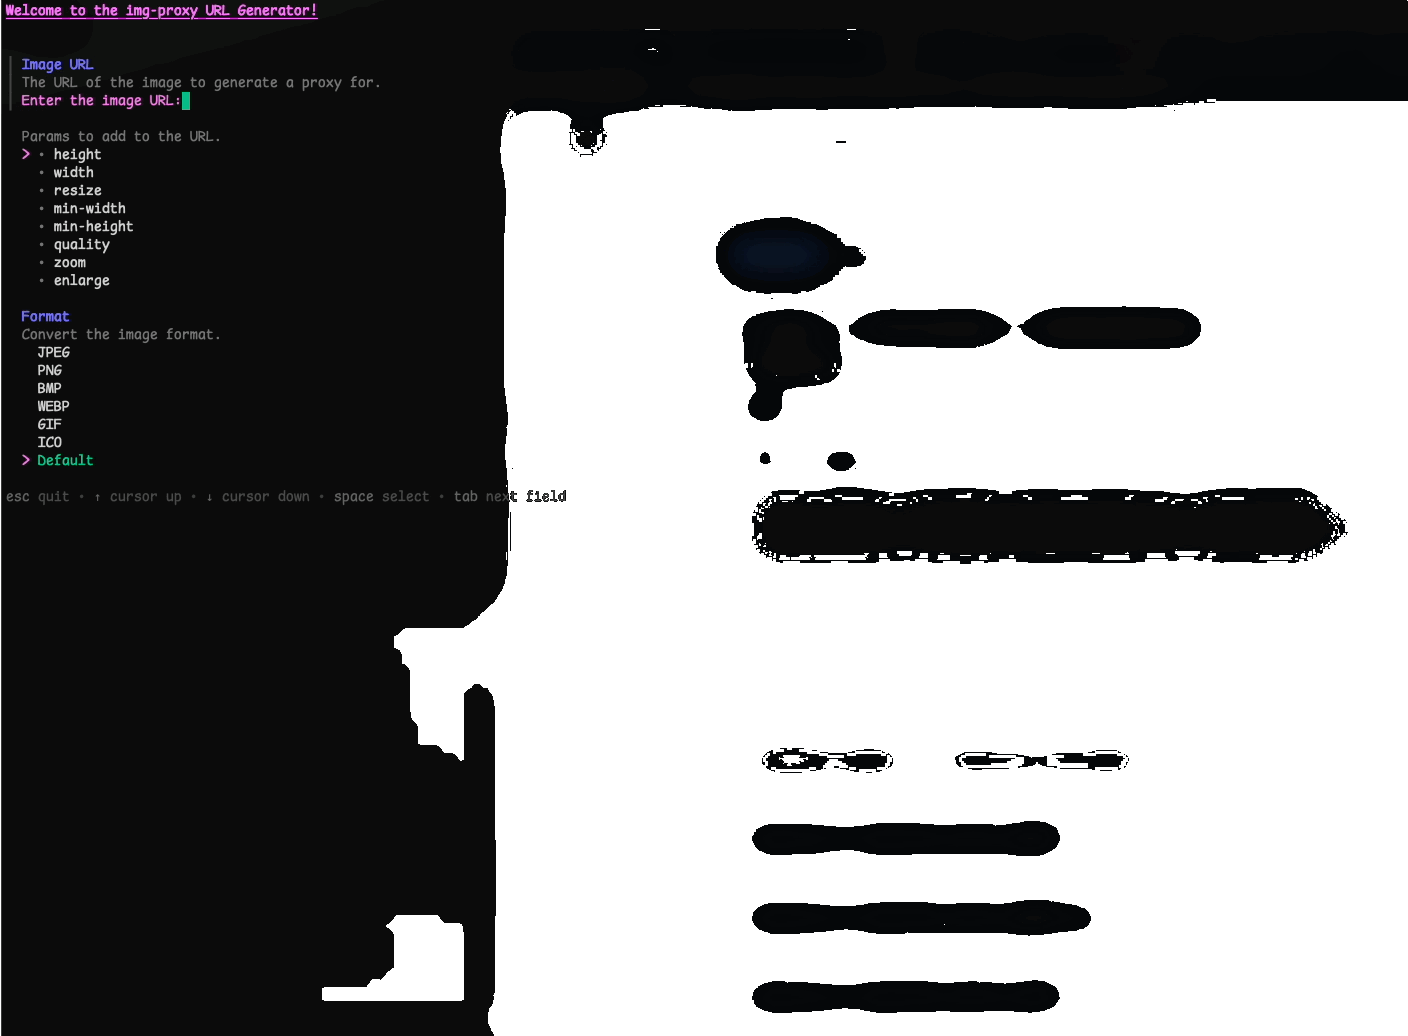 Welcome to the img-proxy URL Generator!
Image URL
The URL of the image to generate a proxy for.
Enter the image URL:
Params to add to the URL.
> • height
• width
• resize
• min-width
• min-height
• quality
• zoom
• enlarge
Format
Convert the image format.
JPEG
PNG
BMP
WEBP
GIF
ICO
> Default
esc quit • ↑ cursor up • ↓ cursor down • space select • tab next field